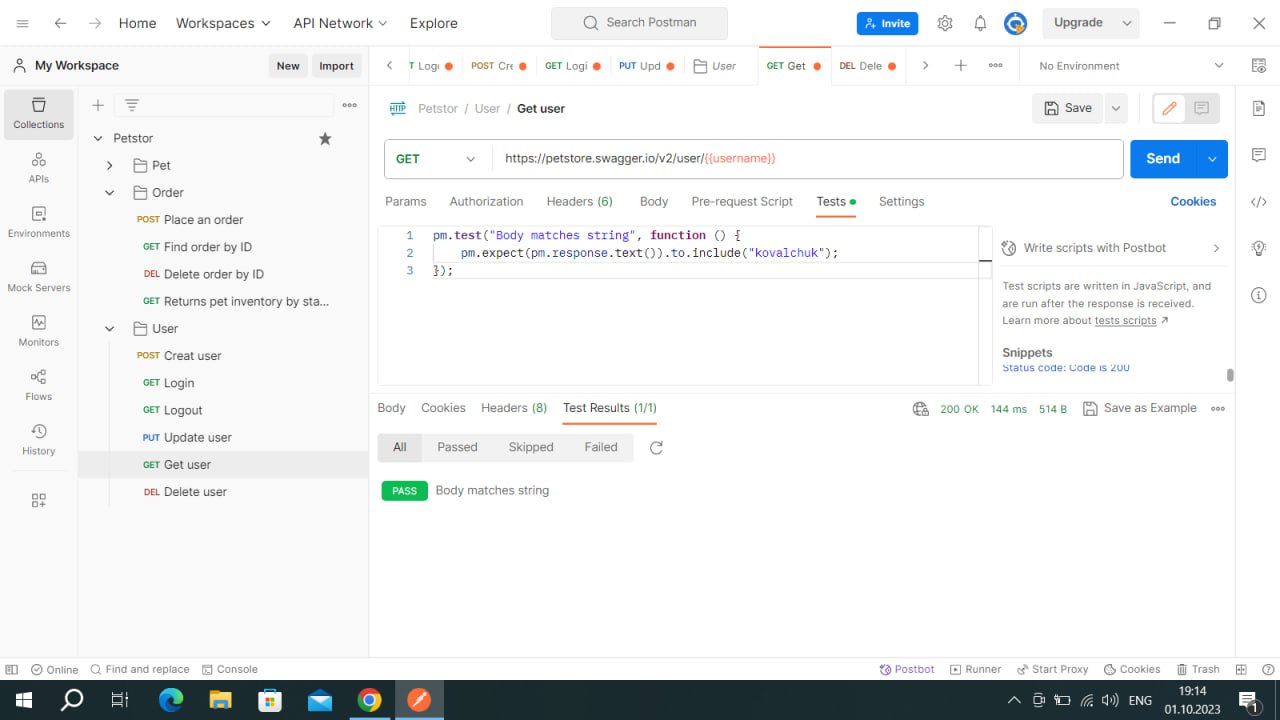 Home
Workspaces
API Network
Explore
Search Postman
Invite
Upgrade
My Workspace
New
Import
T Log
POST Cre
GET Logi
PUT Upd
User
GET Get
DEL Dele
No Environment
Collections
APIs
Environments
Mock Servers
Monitors
Flows
History
Petstor
Pet
Order
POST Place an order
GET Find order by ID
DEL Delete order by ID
GET Returns pet inventory by sta...
User
POST Creat user
GET Login
GET Logout
PUT Update user
GET Get user
DEL Delete user
HTTP
Petstor / User / Get user
Save
GET
https://petstore.swagger.io/v2/user/{{username}}
Send
Params
Authorization
Headers (6)
Body
Pre-request Script
Tests
Settings
Cookies
1 pm.test("Body matches string", function () {
2 pm.expect(pm.response.text()).to.include("kovalchuk");
3 });
Write scripts with Postbot
Test scripts are written in JavaScript, and
are run after the response is received.
Learn more about tests scripts
Snippets
Status code: Code is 200
Body
Cookies
Headers (8)
Test Results (1/1)
200 OK
144 ms
514 B
Save as Example
All
Passed
Skipped
Failed
PASS Body matches string
Online
Find and replace
Console
Postbot
Runner
Start Proxy
Cookies
Trash
ENG
19:14
01.10.2023
1